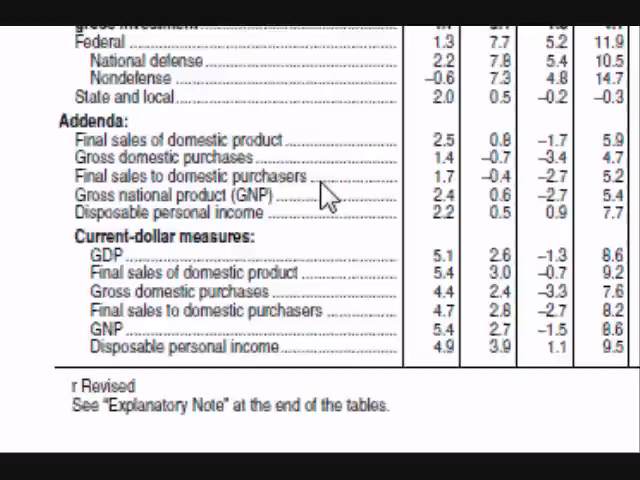 gross investment
Federal 1.3 7.7 5.2 11.9
National defense 2.2 7.8 5.4 10.5
Nondefense –0.6 7.3 4.8 14.7
State and local 2.0 0.5 –0.2 –0.3
Addenda:
Final sales of domestic product 2.5 0.8 –1.7 5.9
Gross domestic purchases 1.4 –0.7 –3.4 4.7
Final sales to domestic purchasers 1.7 –0.4 –2.7 5.2
Gross national product (GNP) 2.4 0.6 –2.7 5.4
Disposable personal income 2.2 0.5 0.9 7.7
Current-dollar measures:
GDP 5.1 2.6 –1.3 8.6
Final sales of domestic product 5.4 3.0 –0.7 9.2
Gross domestic purchases 4.4 2.4 –3.3 7.6
Final sales to domestic purchasers 4.7 2.8 –2.7 8.2
GNP 5.4 2.7 –1.5 8.6
Disposable personal income 4.9 3.9 1.1 9.5
r Revised
See “Explanatory Note” at the end of the tables.